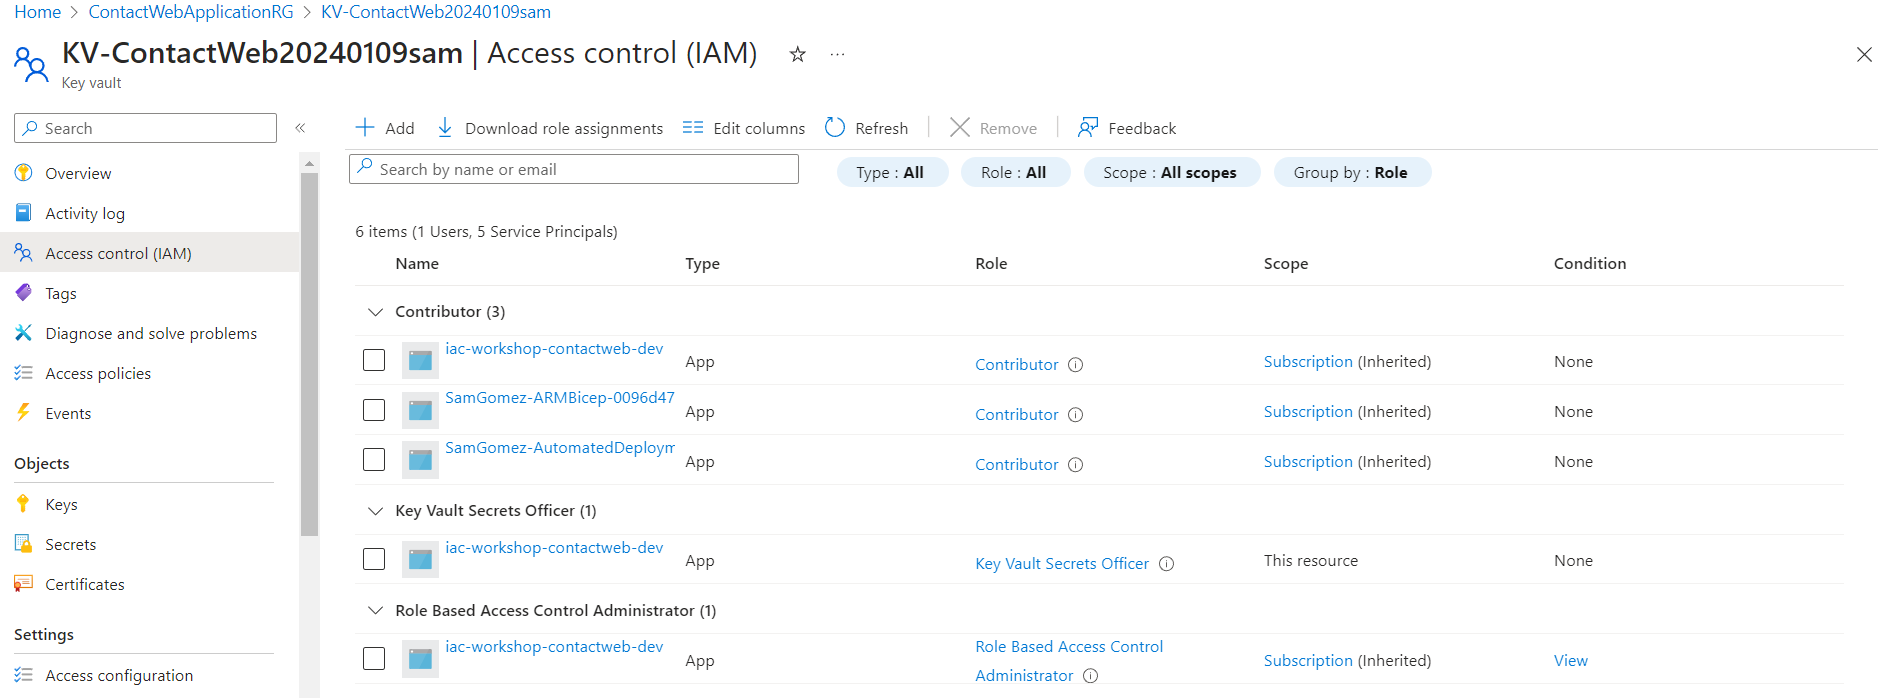 Home > ContactWebApplicationRG > KV-ContactWeb20240109sam
KV-ContactWeb20240109sam | Access control (IAM)
Key vault
Search
Overview
Activity log
Access control (IAM)
Tags
Diagnose and solve problems
Access policies
Events
Objects
Keys
Secrets
Certificates
Settings
Access configuration
Add Download role assignments Edit columns Refresh Remove Feedback
Search by name or email Type : All Role : All Scope : All scopes Group by : Role
6 items (1 Users, 5 Service Principals)
Name Type Role Scope Condition
Contributor (3)
iac-workshop-contactweb-dev App Contributor Subscription (Inherited) None
SamGomez-ARMBicep-0096d47 App Contributor Subscription (Inherited) None
SamGomez-AutomatedDeploym App Contributor Subscription (Inherited) None
Key Vault Secrets Officer (1)
iac-workshop-contactweb-dev App Key Vault Secrets Officer This resource None
Role Based Access Control Administrator (1)
iac-workshop-contactweb-dev App Role Based Access Control Subscription (Inherited) View
Administrator